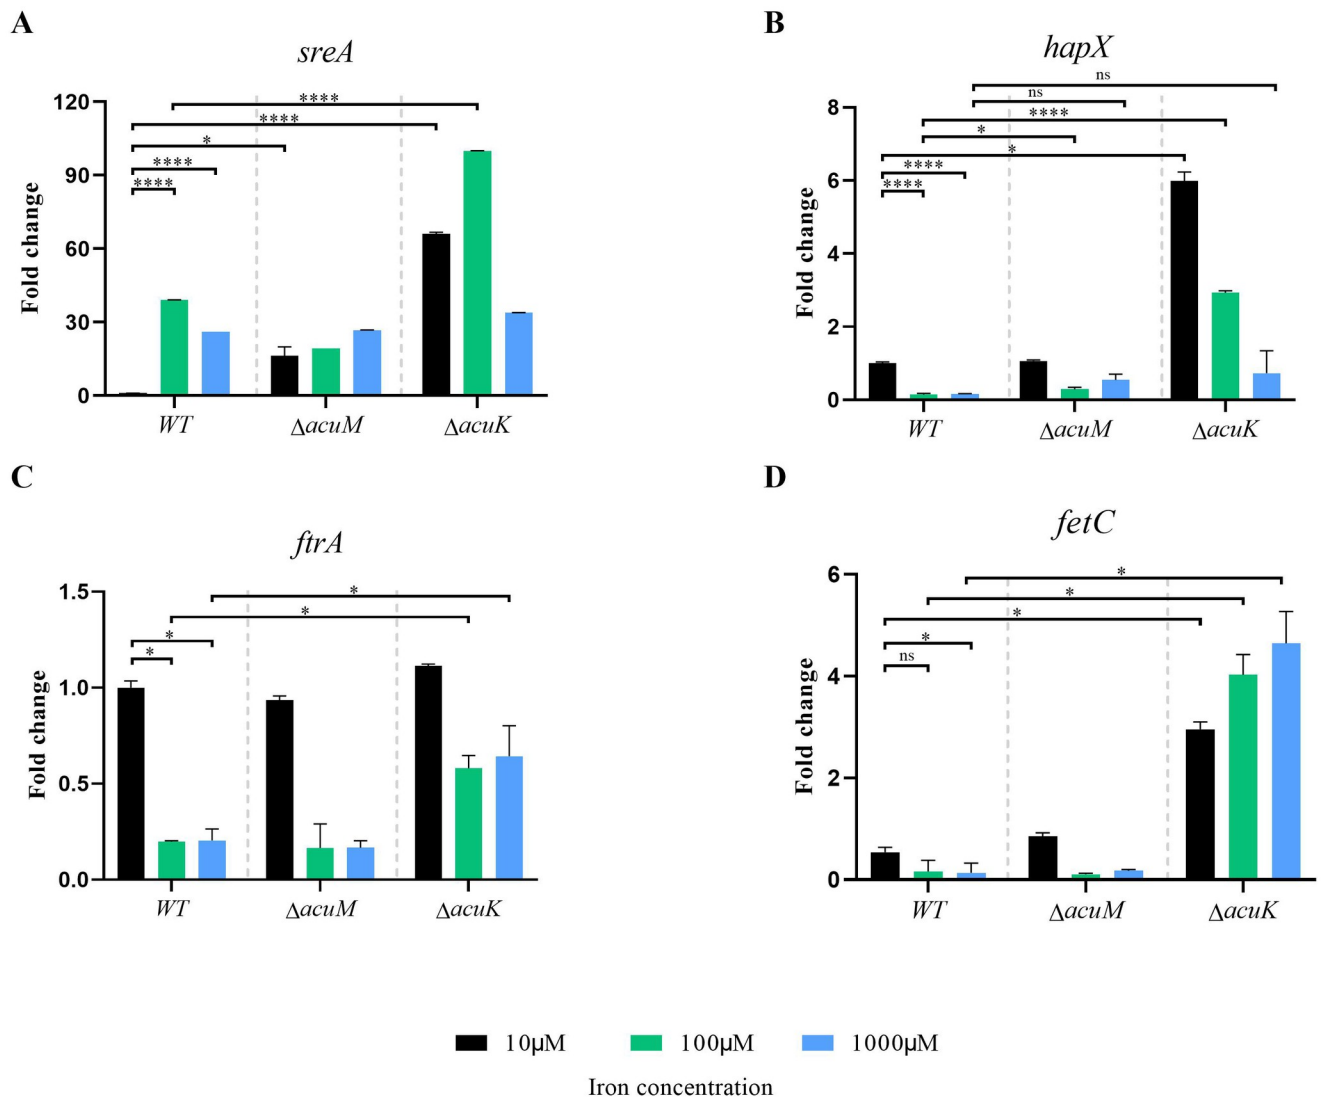 A
sreA
Fold change
120
90
60
30
0
****
****
*
****
****
WT
ΔacuM
ΔacuK
B
hapX
Fold change
8
6
4
2
0
ns
ns
****
*
*
****
****
WT
ΔacuM
ΔacuK
C
ftrA
Fold change
1.5
1.0
0.5
0.0
*
*
*
*
WT
ΔacuM
ΔacuK
D
fetC
Fold change
6
4
2
0
*
*
*
*
ns
WT
ΔacuM
ΔacuK
10μM
100μM
1000μM
Iron concentration